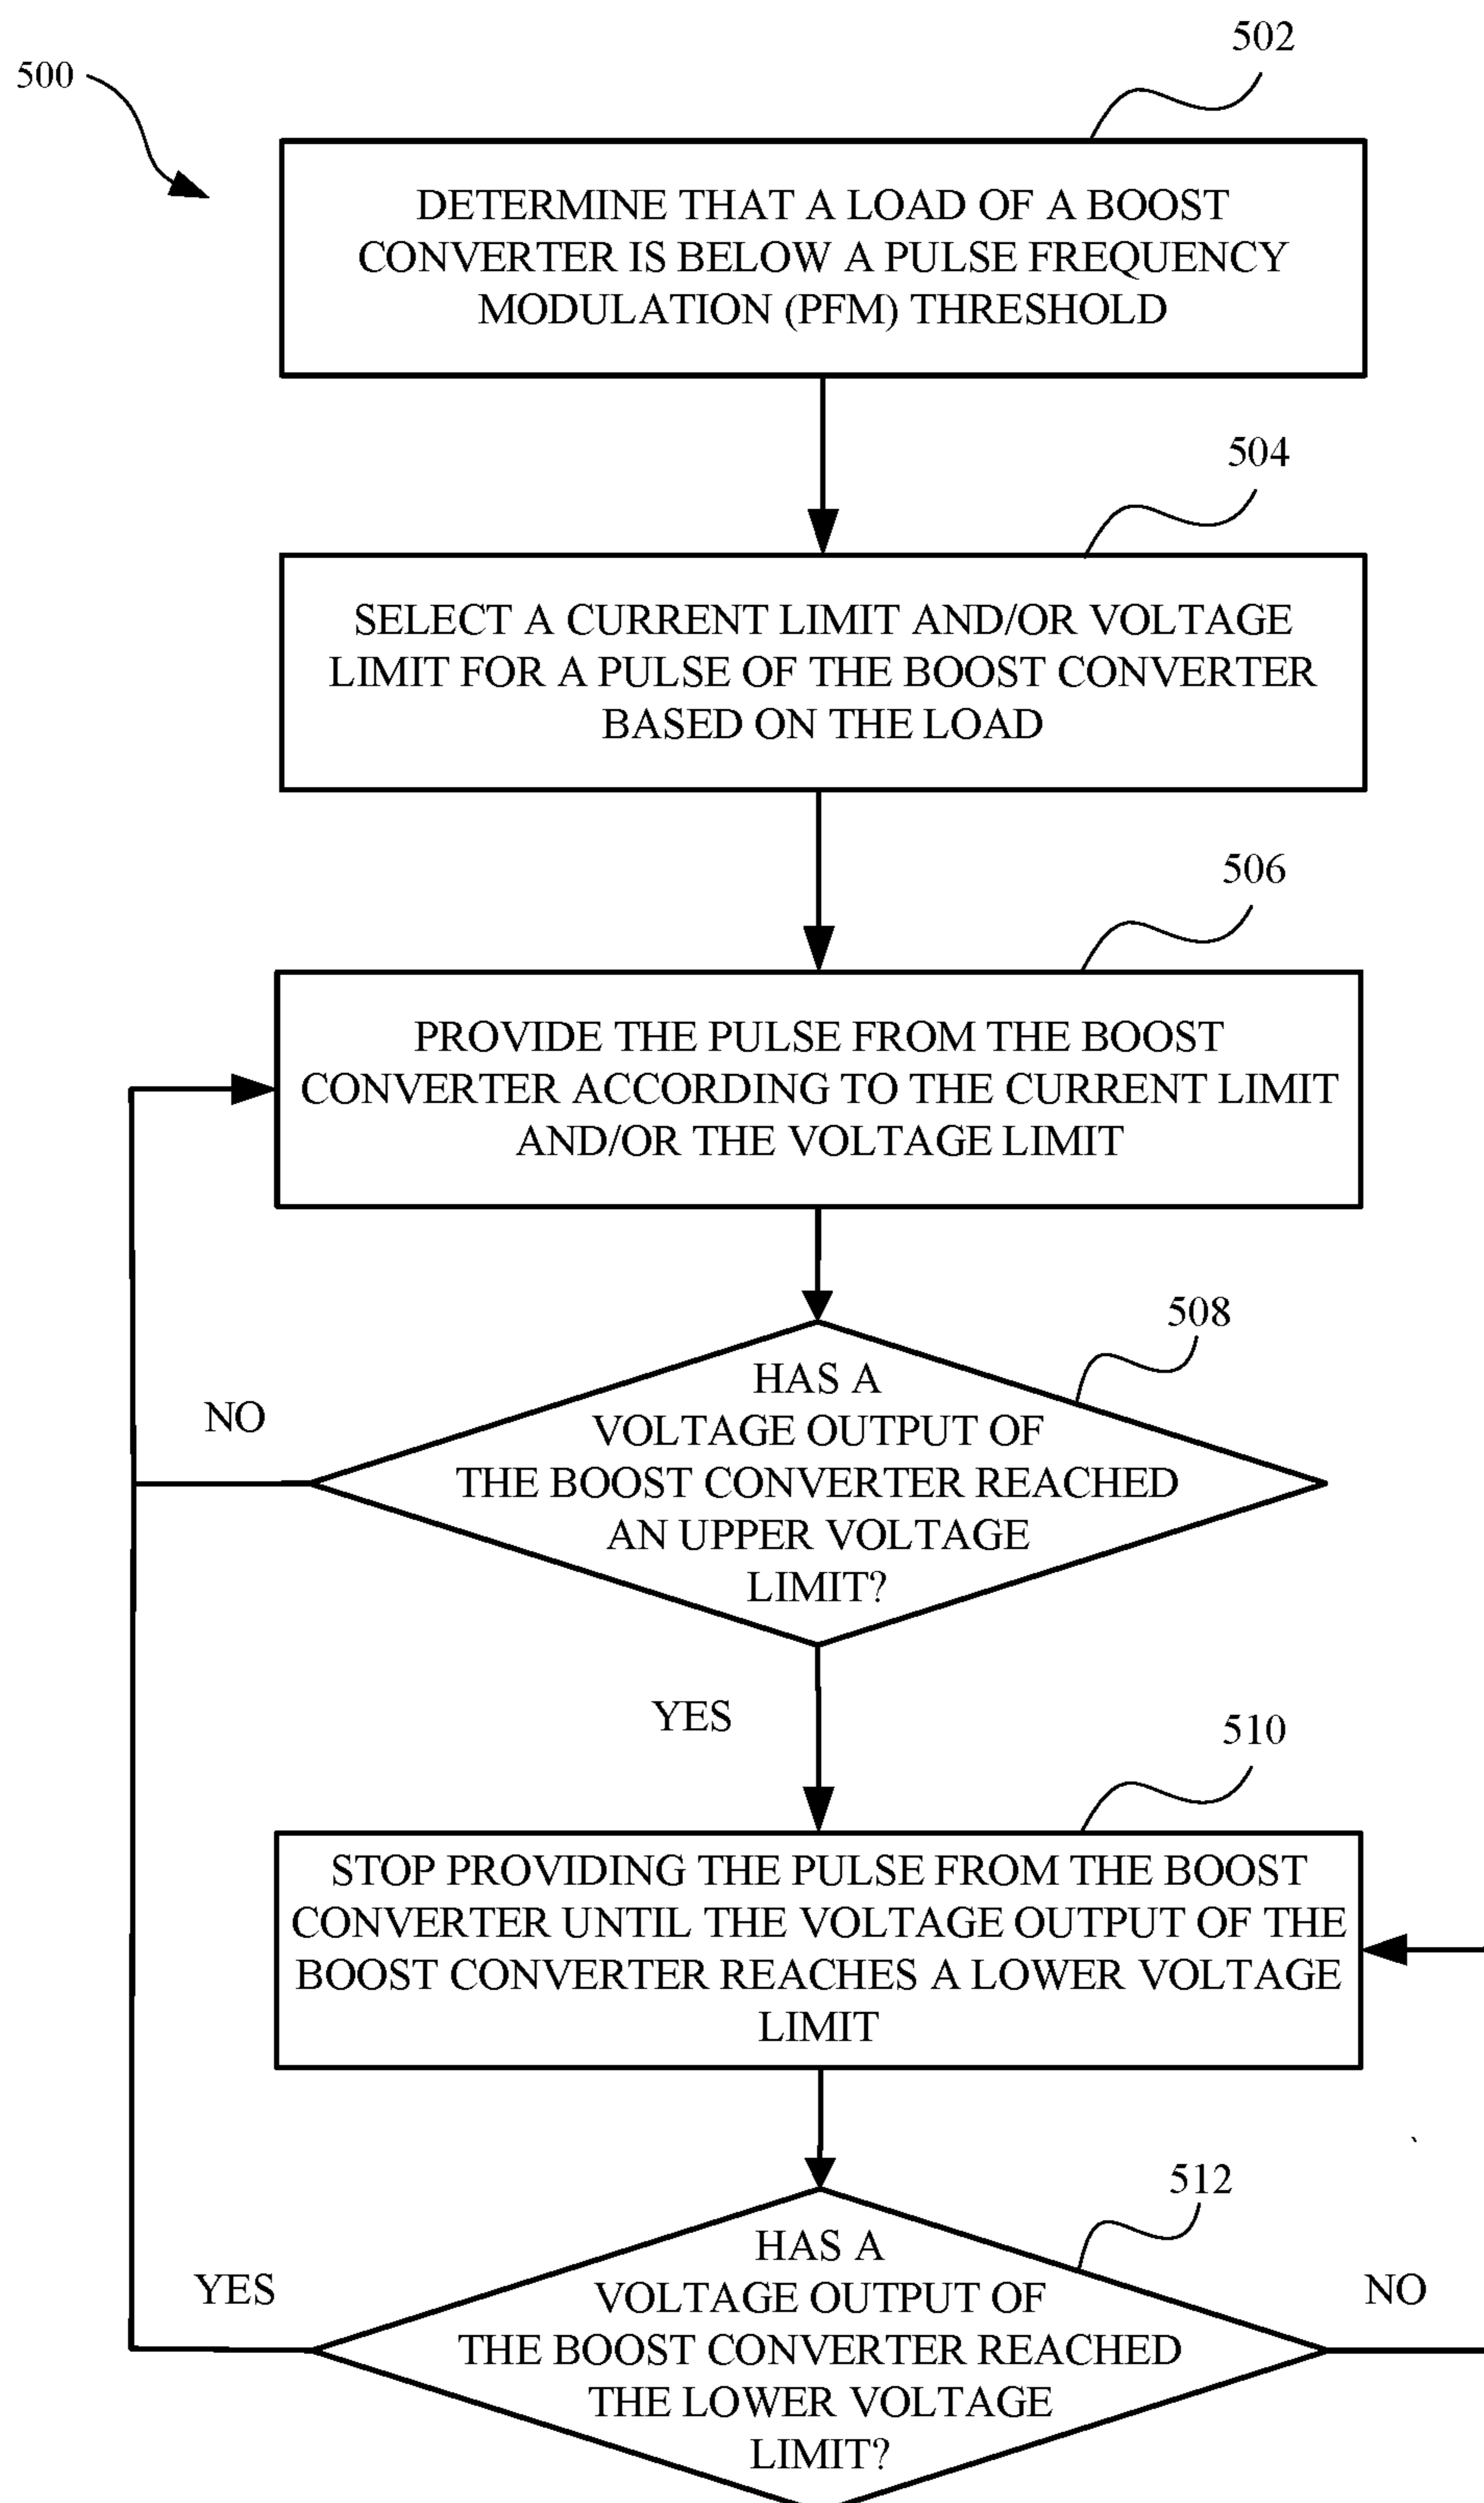 502
500
DETERMINE THAT A LOAD OF A BOOST
CONVERTER IS BELOW A PULSE FREQUENCY
MODULATION (PFM) THRESHOLD
504
SELECT A CURRENT LIMIT AND/OR VOLTAGE
LIMIT FOR A PULSE OF THE BOOST CONVERTER
BASED ON THE LOAD
506
PROVIDE THE PULSE FROM THE BOOST
CONVERTER ACCORDING TO THE CURRENT LIMIT
AND/OR THE VOLTAGE LIMIT
508
HAS A
VOLTAGE OUTPUT OF
THE BOOST CONVERTER REACHED
AN UPPER VOLTAGE
LIMIT?
NO
YES
510
STOP PROVIDING THE PULSE FROM THE BOOST
CONVERTER UNTIL THE VOLTAGE OUTPUT OF THE
BOOST CONVERTER REACHES A LOWER VOLTAGE
LIMIT
512
HAS A
VOLTAGE OUTPUT OF
THE BOOST CONVERTER REACHED
THE LOWER VOLTAGE
LIMIT?
YES
NO